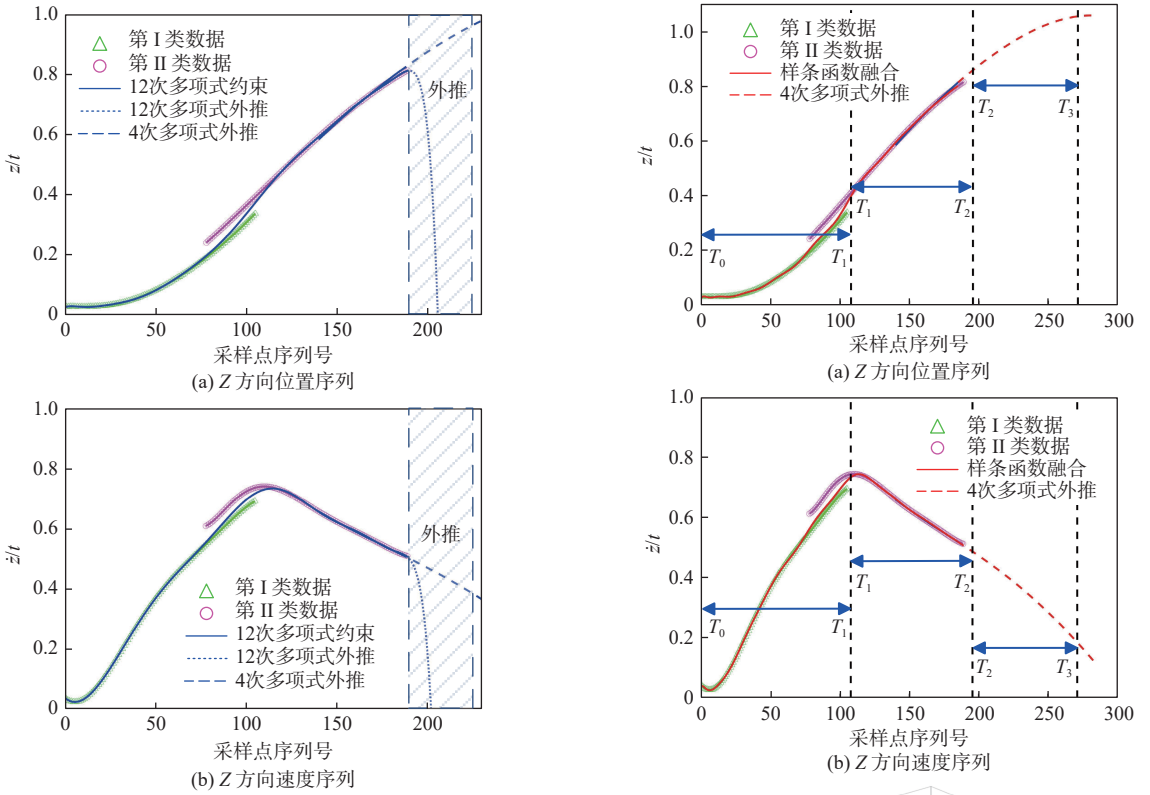 1.0
0.8
0.6
0.4
0.2
0
z/t
第 I 类数据
第 II 类数据
12次多项式约束
12次多项式外推
4次多项式外推
外推
0 50 100 150 200
采样点序列号
(a) Z 方向位置序列
1.0
0.8
0.6
0.4
0.2
0
ż/t
外推
第 I 类数据
第 II 类数据
12次多项式约束
12次多项式外推
4次多项式外推
0 50 100 150 200
采样点序列号
(b) Z 方向速度序列
1.0
0.8
0.6
0.4
0.2
0
z/t
第 I 类数据
第 II 类数据
样条函数融合
4次多项式外推
T2 T3
T1 T2
T0 T1
0 50 100 150 200 250 300
采样点序列号
(a) Z 方向位置序列
1.0
0.8
0.6
0.4
0.2
0
ż/t
第 I 类数据
第 II 类数据
样条函数融合
4次多项式外推
T1 T2
T0 T1
T2 T3
0 50 100 150 200 250 300
采样点序列号
(b) Z 方向速度序列